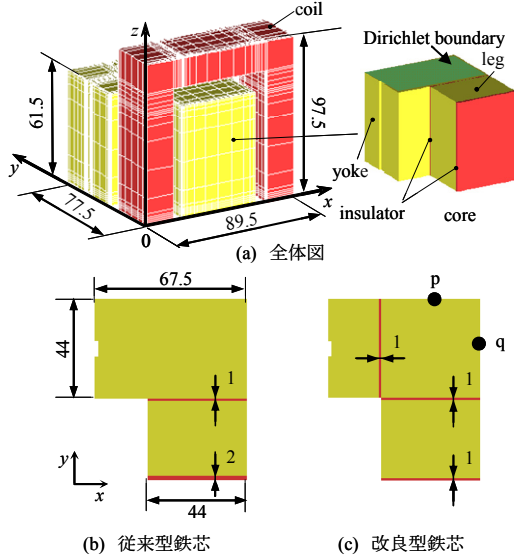 coil
z
Dirichlet boundary
leg
61.5
97.5
y
yoke
77.5
x
insulator
core
0
89.5
(a) 全体図
67.5
p
44
1
q
1
1
2
1
y
x
44
(b) 従来型鉄芯
(c) 改良型鉄芯